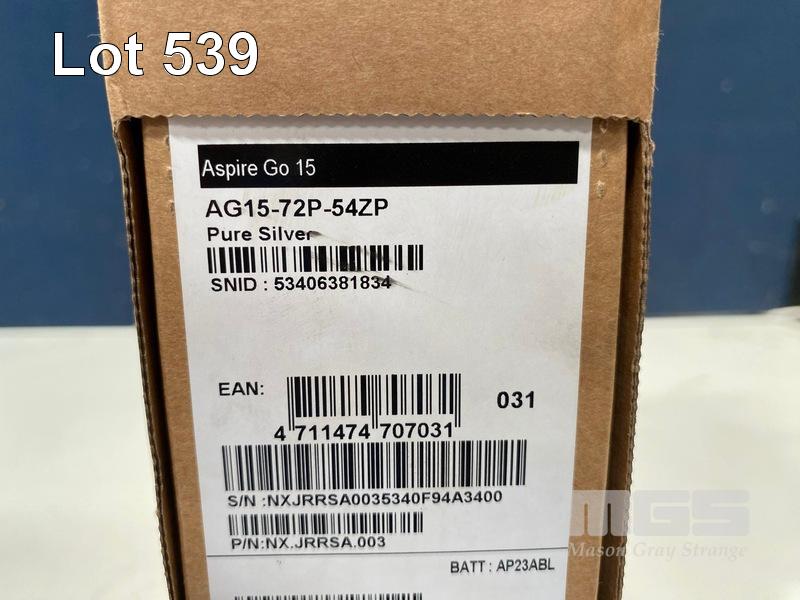 Lot 539
Aspire Go 15
AG15-72P-54ZP
Pure Silver
SNID : 53406381834
EAN:
031
4 711474 707031
S/N :NXJRRSA0035340F94A3400
P/N:NX.JRRSA.003
MGS
Mason Gray Strange
BATT : AP23ABL